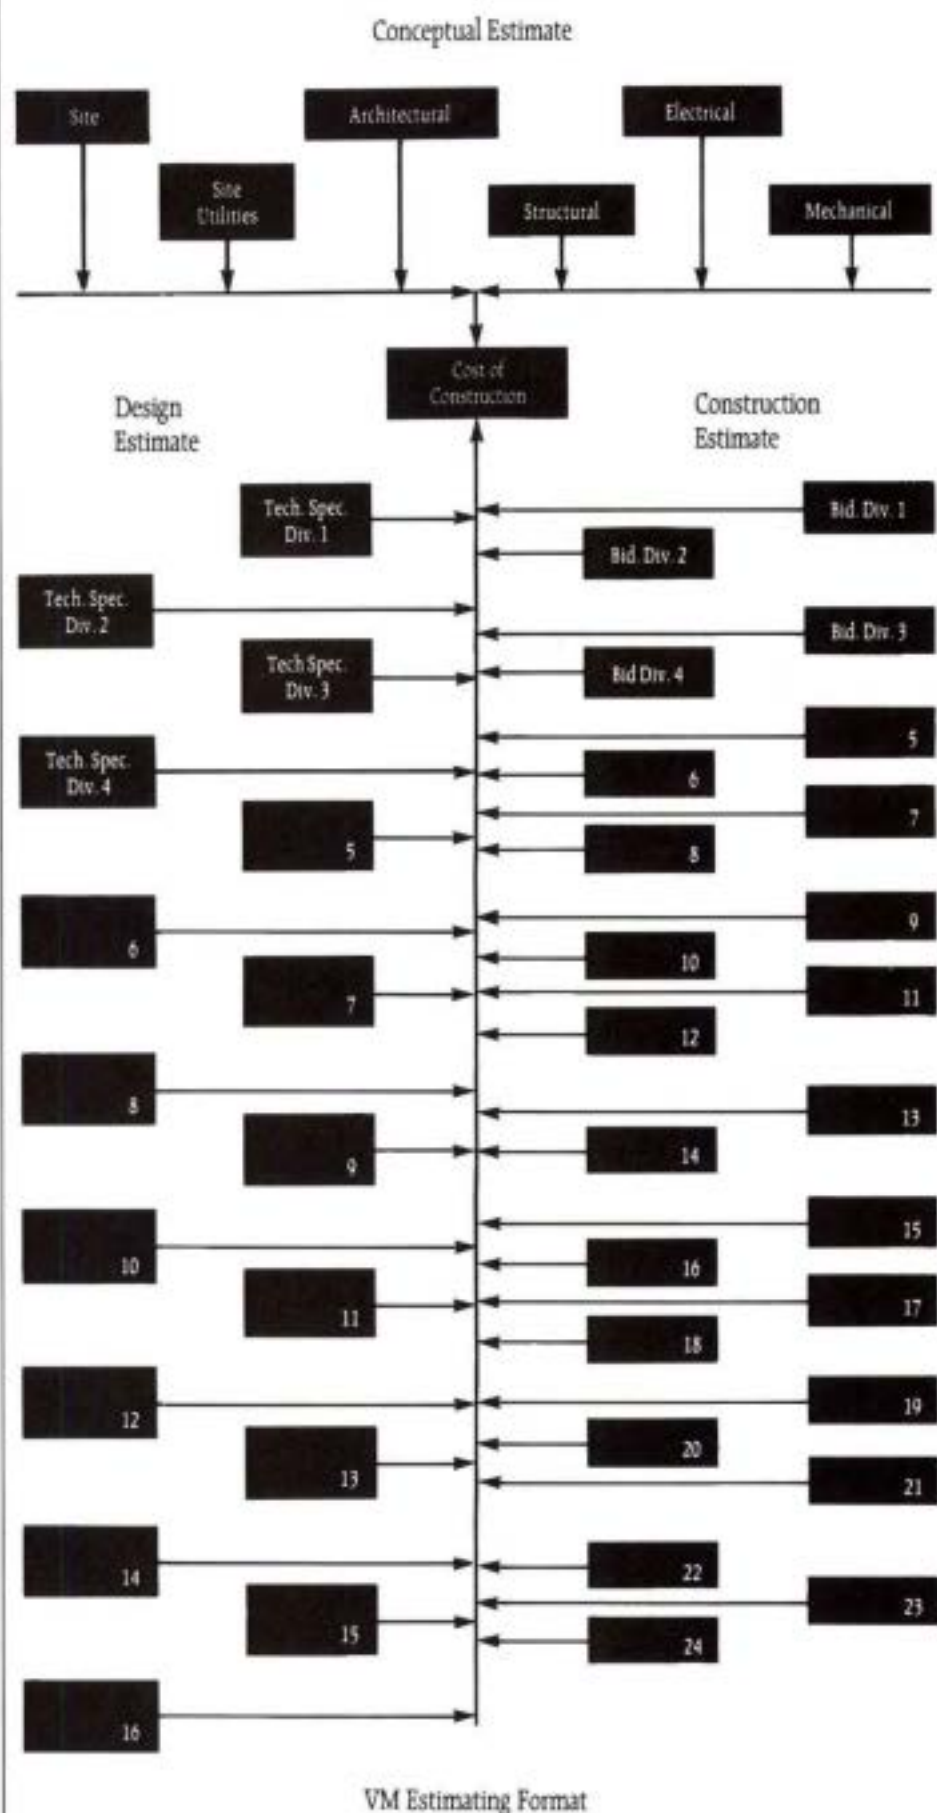 Conceptual Estimate
Site
Architectural
Electrical
Site
Utilities
Structural
Mechanical
Cost of
Construction
Design
Estimate
Construction
Estimate
Tech. Spec.
Div. 1
Tech. Spec.
Div. 2
Tech Spec.
Div. 3
Tech. Spec.
Div. 4
5
6
7
8
9
10
11
12
13
14
15
16
Bid. Div. 1
Bid. Div. 2
Bid. Div. 3
Bid Div. 4
5
6
7
8
9
10
11
12
13
14
15
16
17
18
19
20
21
22
23
24
VM Estimating Format